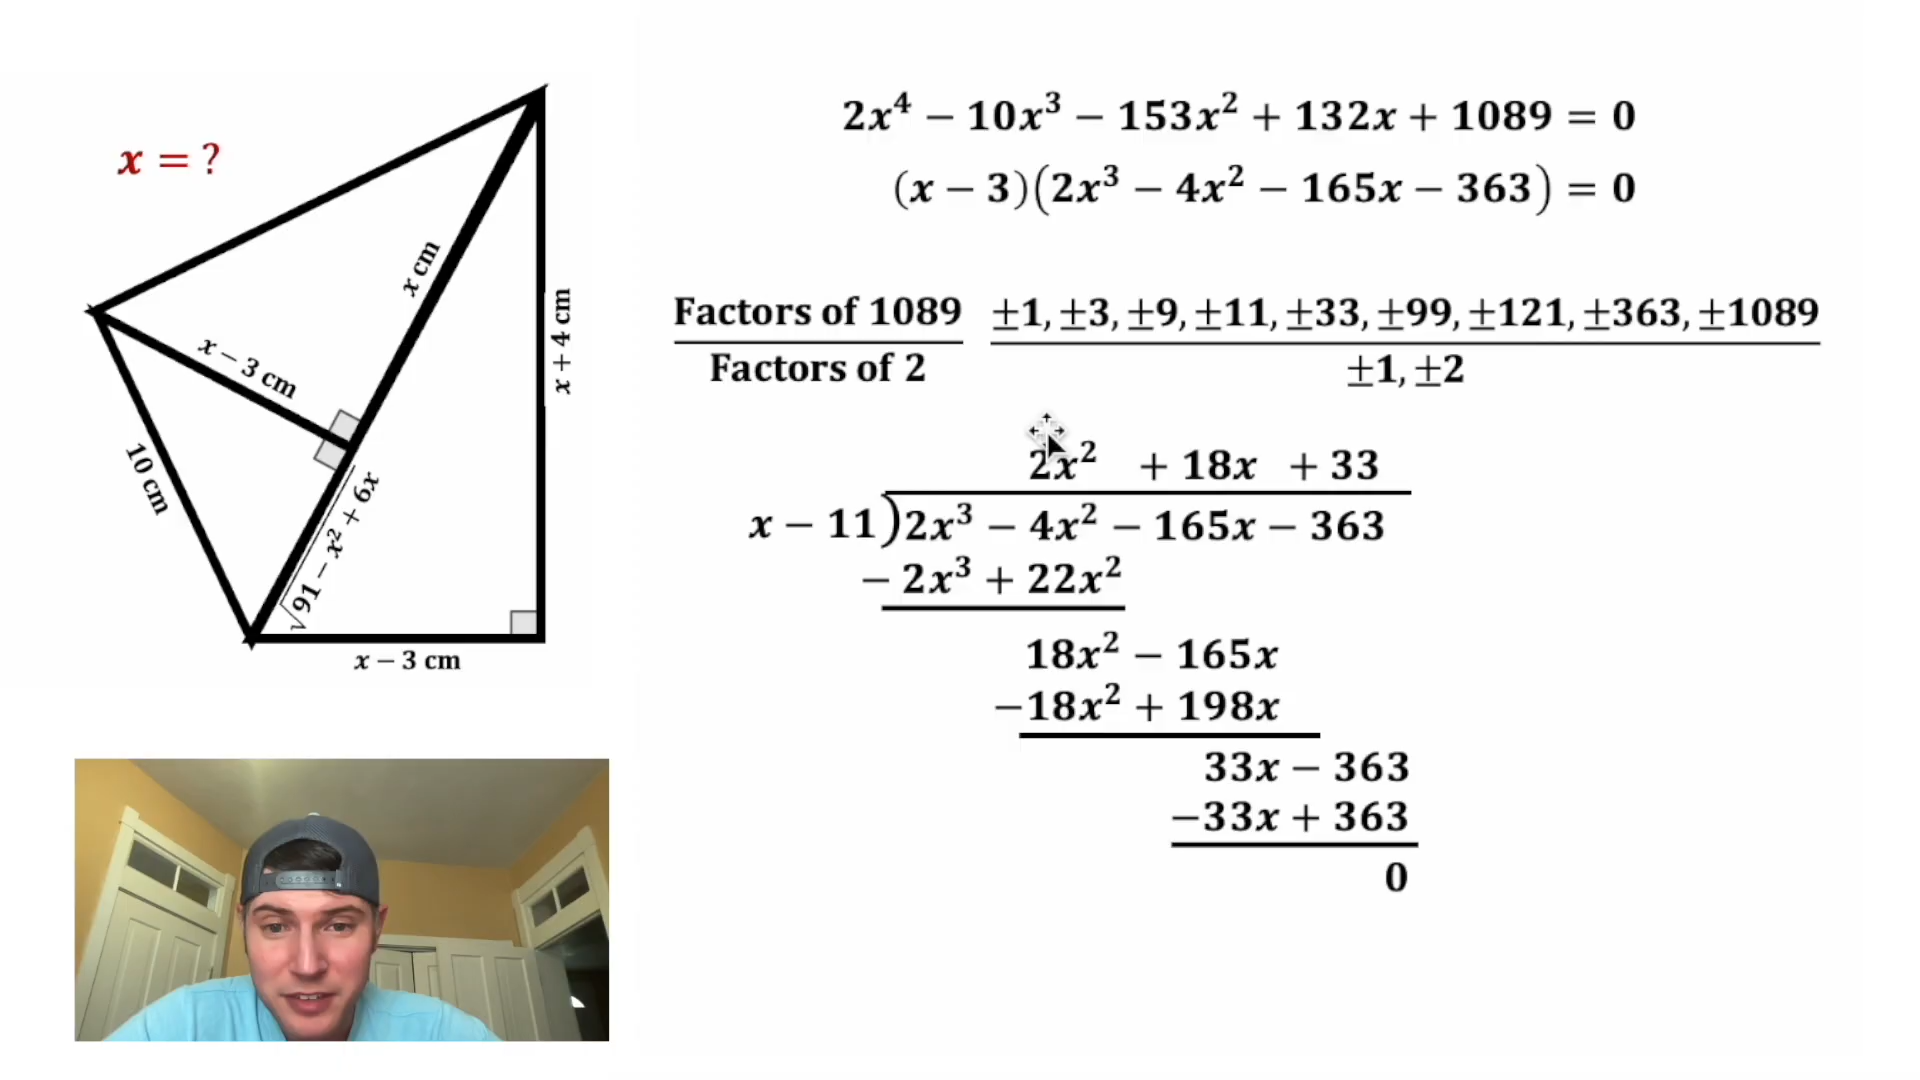 x = ?
x cm
x + 4 cm
x − 3 cm
10 cm
√91 − x² + 6x
x − 3 cm
2x⁴ − 10x³ − 153x² + 132x + 1089 = 0
(x − 3)(2x³ − 4x² − 165x − 363) = 0
Factors of 1089
Factors of 2
±1, ±3, ±9, ±11, ±33, ±99, ±121, ±363, ±1089
±1, ±2
2x² + 18x + 33
x − 11)2x³ − 4x² − 165x − 363
− 2x³ + 22x²
18x² − 165x
−18x² + 198x
33x − 363
−33x + 363
0